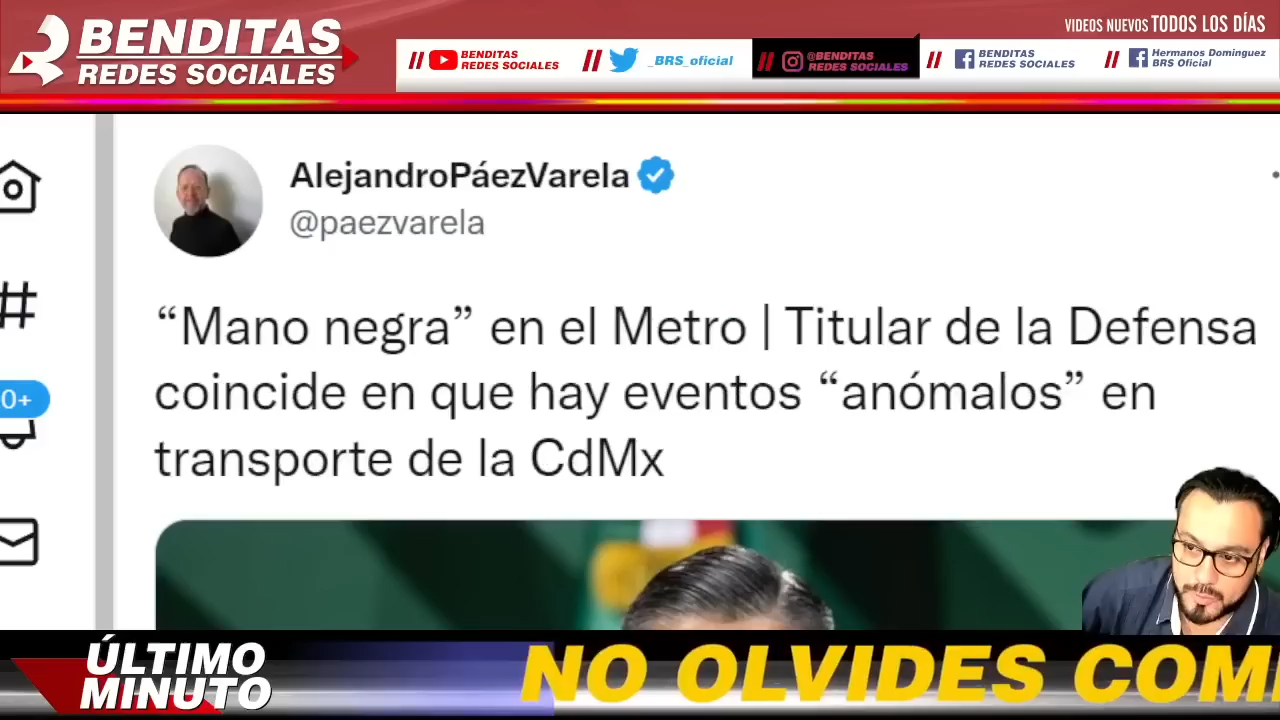 BENDITAS
REDES SOCIALES
VIDEOS NUEVOS TODOS LOS DÍAS
// BENDITAS REDES SOCIALES
// _BRS_oficial
// @BENDITAS REDES SOCIALES
// BENDITAS REDES SOCIALES
// Hermanos Dominguez BRS Oficial
AlejandroPáezVarela
@paezvarela
“Mano negra” en el Metro | Titular de la Defensa
coincide en que hay eventos “anómalos” en
transporte de la CdMx
0+
ÚLTIMO
MINUTO
NO OLVIDES COM